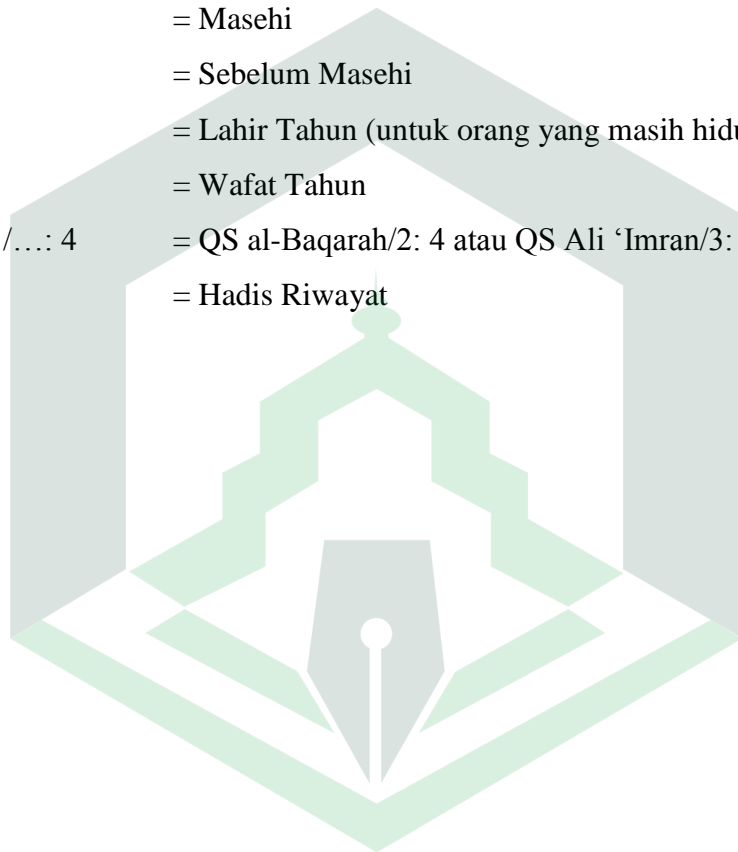 = Masehi
= Sebelum Masehi
= Lahir Tahun (untuk orang yang masih
= Wafat Tahun
/…: 4 = QS al-Baqarah/2: 4 atau QS Ali ‘Imran/3:
= Hadis Riwayat